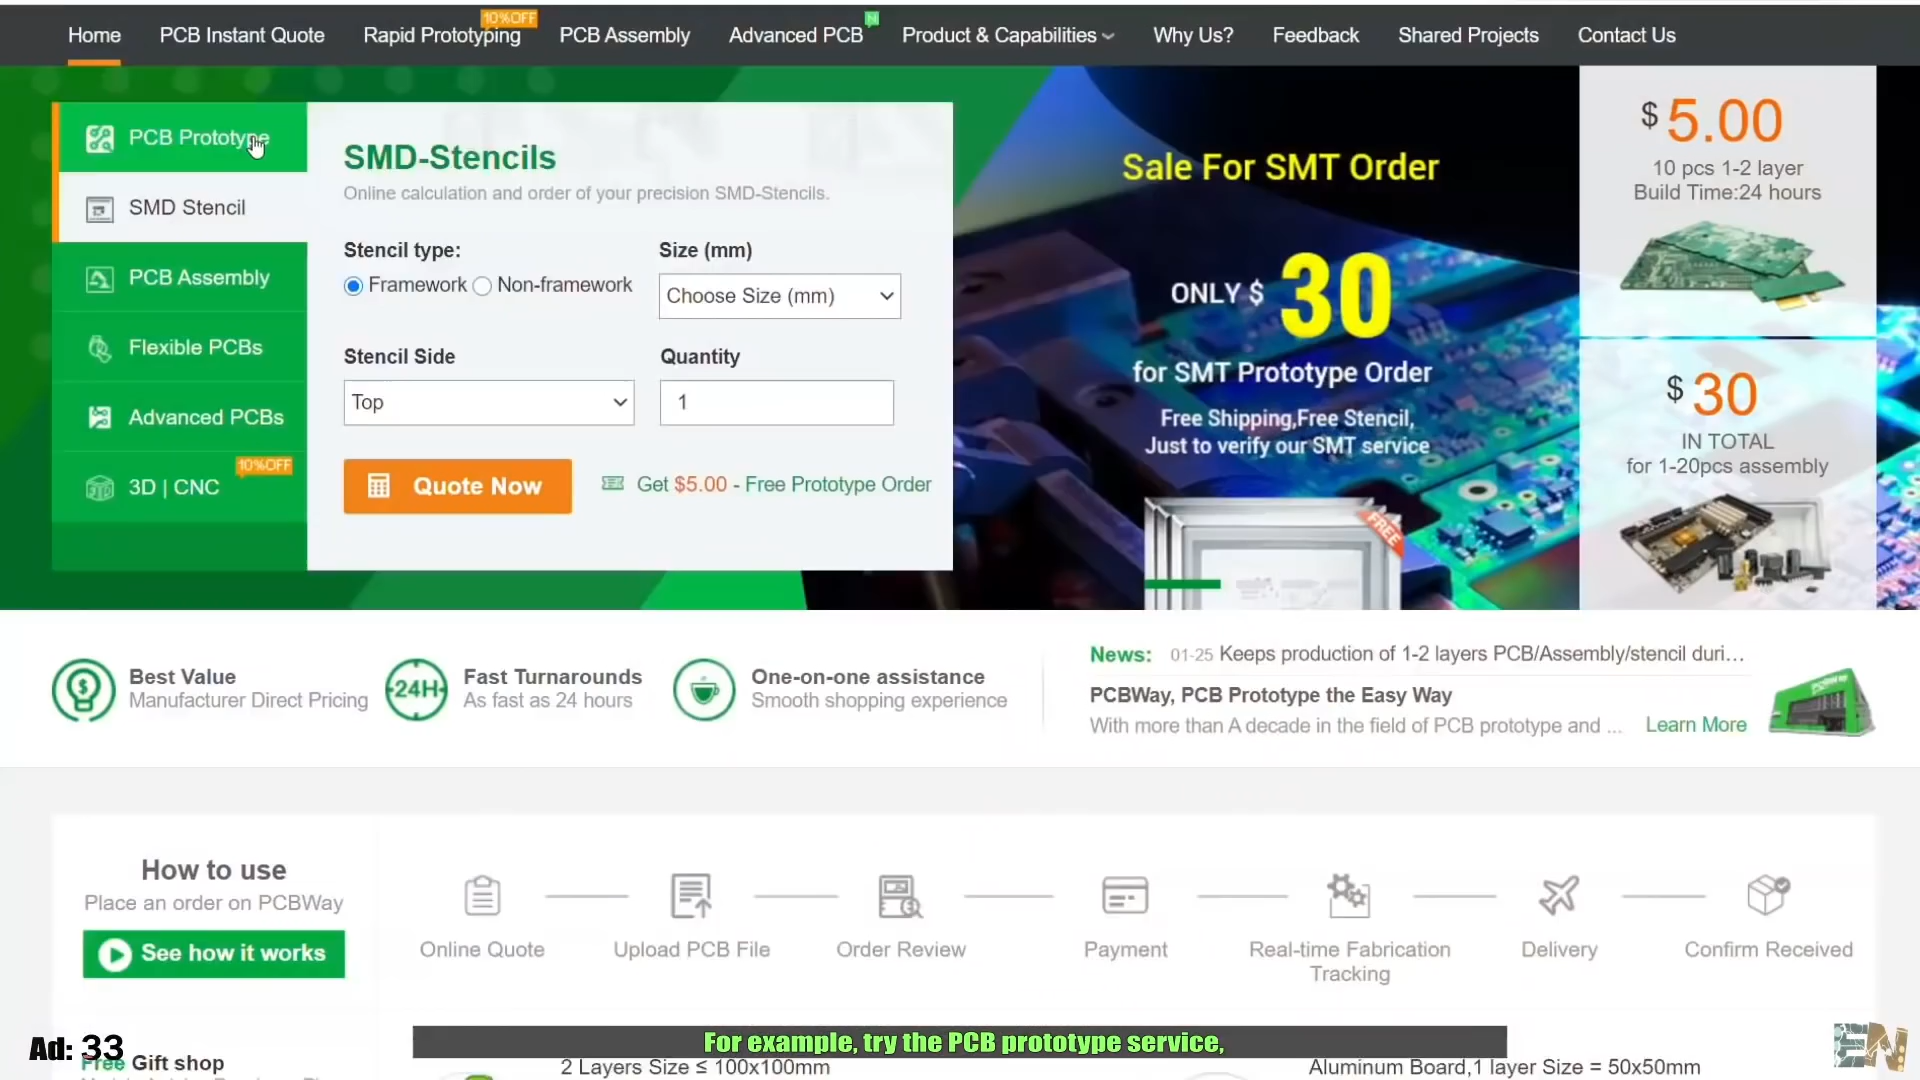 Home PCB Instant Quote Rapid Prototyping 10%OFF PCB Assembly Advanced PCB N Product & Capabilities Why Us? Feedback Shared Projects Contact Us
PCB Prototype
SMD Stencil
PCB Assembly
Flexible PCBs
Advanced PCBs
10%OFF
3D | CNC
SMD-Stencils
Online calculation and order of your precision SMD-Stencils.
Stencil type:
Framework Non-framework
Size (mm)
Choose Size (mm)
Stencil Side
Top
Quantity
1
Quote Now
Get $5.00 - Free Prototype Order
Sale For SMT Order
ONLY $ 30
for SMT Prototype Order
Free Shipping,Free Stencil,
Just to verify our SMT service
FREE
$ 5.00
10 pcs 1-2 layer
Build Time:24 hours
$ 30
IN TOTAL
for 1-20pcs assembly
Best Value
Manufacturer Direct Pricing
24H
Fast Turnarounds
As fast as 24 hours
One-on-one assistance
Smooth shopping experience
News: 01-25 Keeps production of 1-2 layers PCB/Assembly/stencil duri...
PCBWay, PCB Prototype the Easy Way
With more than A decade in the field of PCB prototype and ... Learn More
How to use
Place an order on PCBWay
See how it works
Online Quote
Upload PCB File
Order Review
Payment
Real-time Fabrication
Tracking
Delivery
Confirm Received
Ad: 33
Free Gift shop
For example, try the PCB prototype service,
2 Layers Size ≤ 100x100mm
Aluminum Board,1 layer Size = 50x50mm
EN